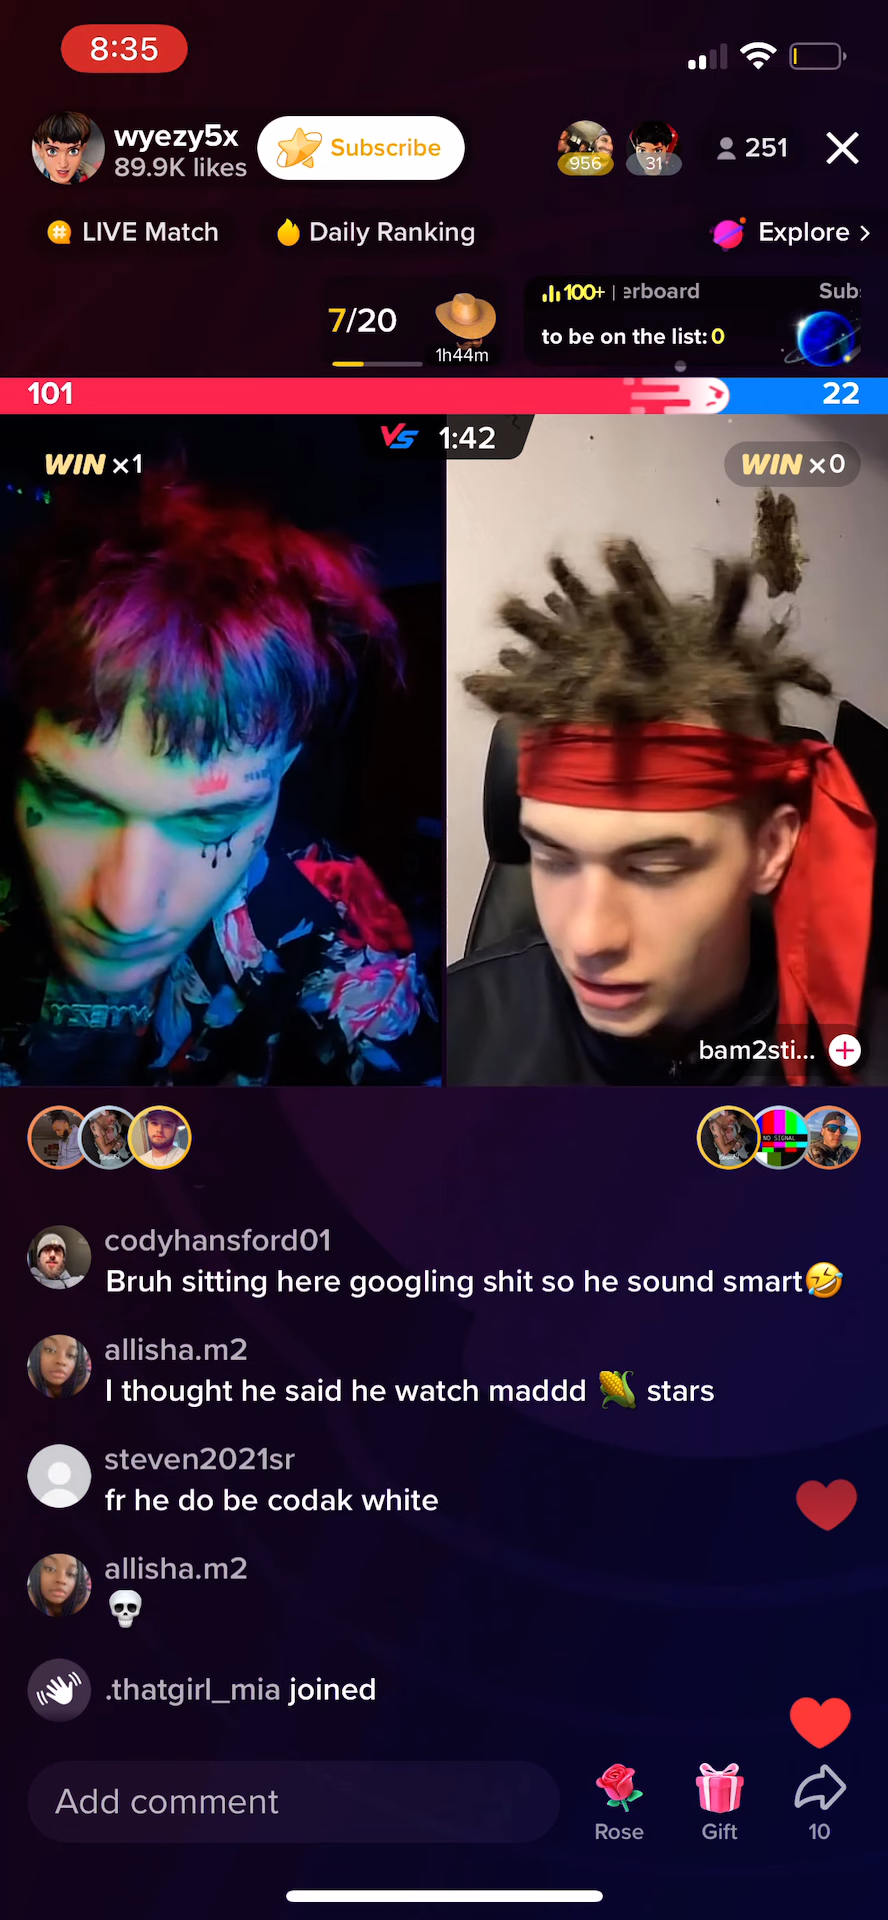 8:35
wyezy5x
89.9K likes
Subscribe
956
31
251
LIVE Match
Daily Ranking
Explore >
7/20
1h44m
100+ | erboard
Sub
to be on the list: 0
101
22
VS 1:42
WIN x1
WIN x0
bam2sti...
NO SIGNAL
codyhansford01
Bruh sitting here googling shit so he sound smart🤣
allisha.m2
I thought he said he watch maddd 🌽 stars
steven2021sr
fr he do be codak white
allisha.m2
💀
.thatgirl_mia joined
Add comment
Rose
Gift
10